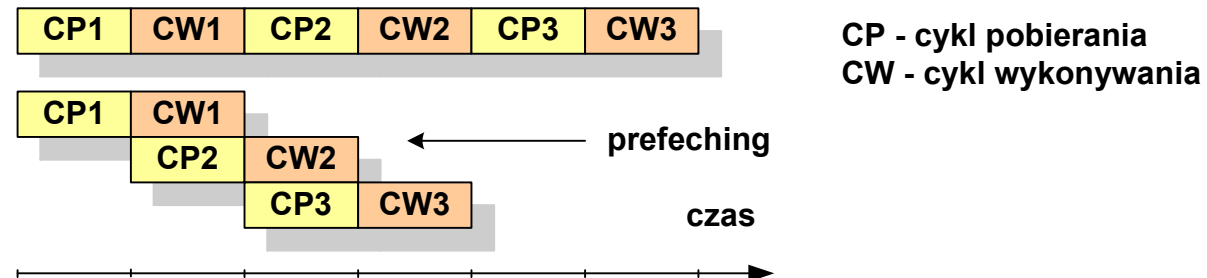 CP1 CW1 CP2 CW2 CP3 CW3
CP - cykl pobierania
CW - cykl wykonywania
CP1 CW1
prefeching
CP2 CW2
CP3 CW3
czas